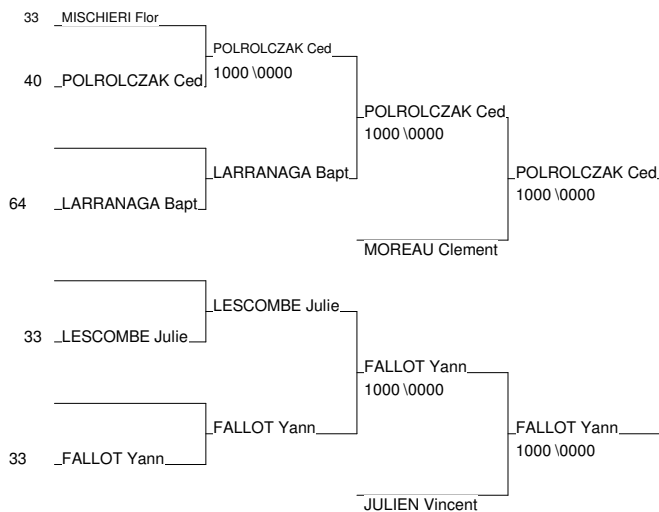 33 MISCHIERI Flor
POLROLCZAK Ced
1000 \0000
40 POLROLCZAK Ced
POLROLCZAK Ced
1000 \0000
LARRANAGA Bapt
POLROLCZAK Ced
1000 \0000
64 LARRANAGA Bapt
MOREAU Clement
LESCOMBE Julie
33 LESCOMBE Julie
FALLOT Yann
1000 \0000
FALLOT Yann
FALLOT Yann
1000 \0000
33 FALLOT Yann
JULIEN Vincent